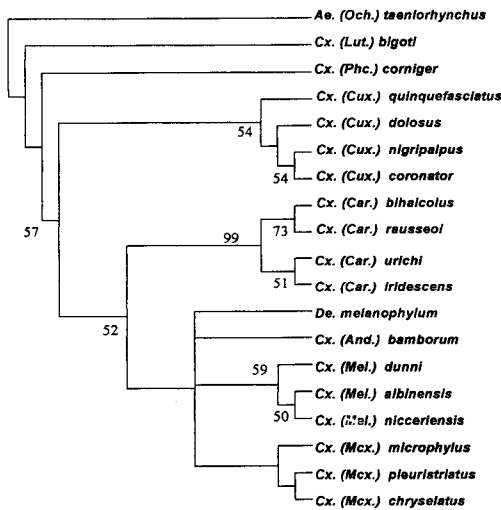 Ae. (Och.) taeniorhynchus
Cx. (Lut.) bigoti
Cx. (Phc.) corniger
Cx. (Cux.) quinquefasciatus
54
Cx. (Cux.) dolosus
Cx. (Cux.) nigripalpus
54
Cx. (Cux.) coronator
57
Cx. (Car.) bihaicolus
99
73
Cx. (Car.) rausseoi
Cx. (Car.) urichi
51
Cx. (Car.) iridescens
De. melanophylum
52
Cx. (And.) bamborum
59
Cx. (Mel.) dunni
Cx. (Mel.) albinensis
50
Cx. (Mel.) nicceriensis
Cx. (Mcx.) microphylus
Cx. (Mcx.) pleuristriatus
Cx. (Mcx.) chryselatus